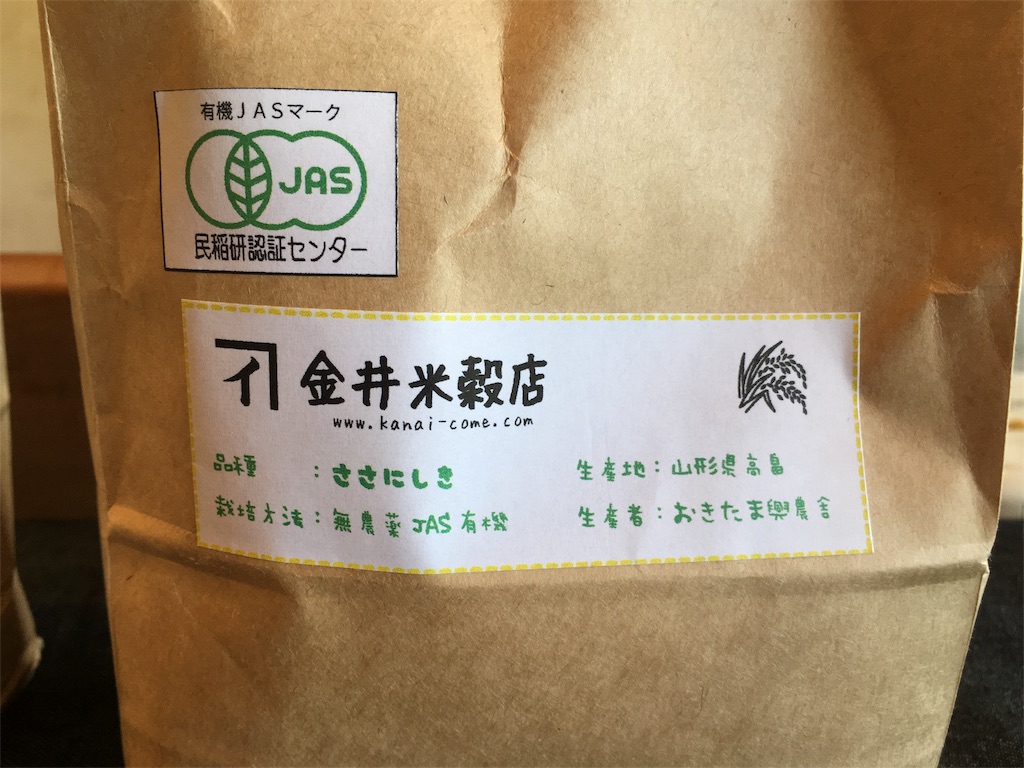 有機JASマーク
JAS
民稲研認証センター
イ 金井米穀店
www.kanai-come.com
品種 :ささにしき
栽培方法:無農薬JAS有機
生産地:山形県高畠
生産者:おきたま興農舎